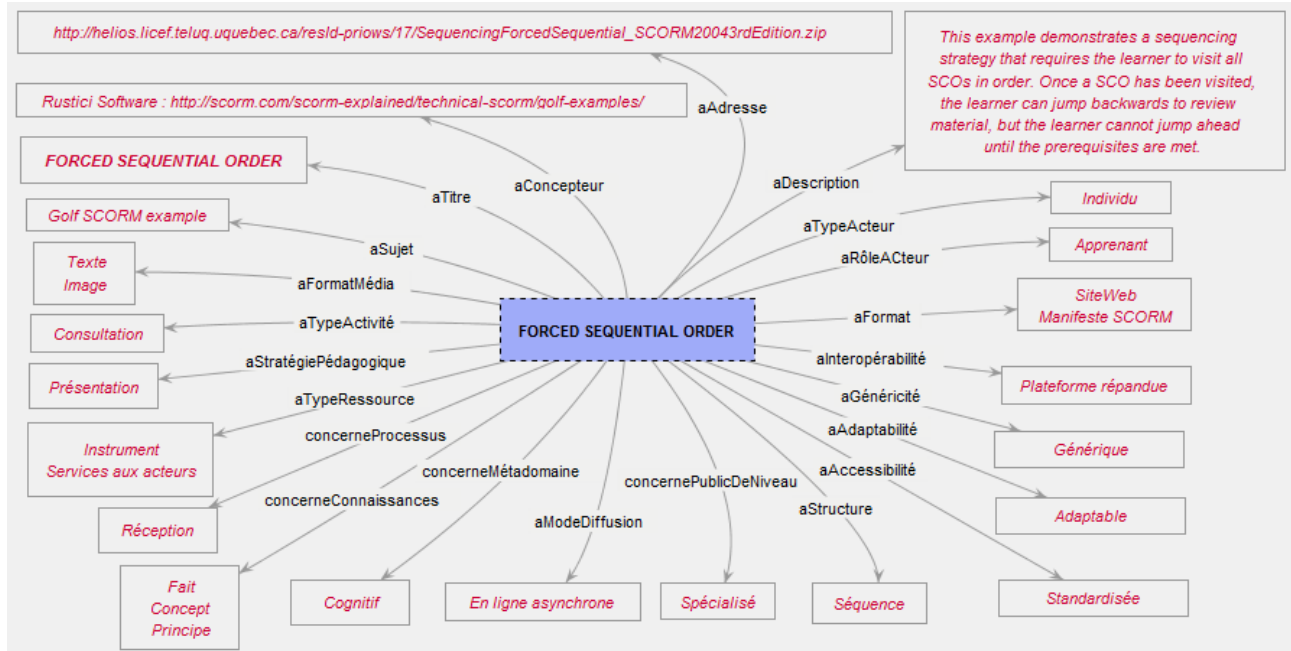 http://helios.licef.teluq.uquebec.ca/resId-priows/17/SequencingForcedSequential_SCORM20043rdEdition.zip
This example demonstrates a sequencing
strategy that requires the learner to visit all
SCOs in order. Once a SCO has been visited,
the learner can jump backwards to review
material, but the learner cannot jump ahead
until the prerequisites are met.
Rustici Software : http://scorm.com/scorm-explained/technical-scorm/golf-examples/
aAdresse
FORCED SEQUENTIAL ORDER
aTitre
aConcepteur
aDescription
Individu
Golf SCORM example
aSujet
aTypeActeur
Apprenant
aRôleACteur
Texte
Image
aFormatMédia
SiteWeb
Manifeste SCORM
aFormat
Consultation
aTypeActivité
FORCED SEQUENTIAL ORDER
aInteropérabilité
Plateforme répandue
Présentation
aStratégiePédagogique
aGénéricité
Générique
aTypeRessource
Instrument
Services aux acteurs
aAdaptabilité
Adaptable
concerneProcessus
Réception
aAccessibilité
Standardisée
concerneConnaissances
Fait
Concept
Principe
concerneMétadomaine
Cognitif
aModeDiffusion
En ligne asynchrone
concernePublicDeNiveau
Spécialisé
aStructure
Séquence